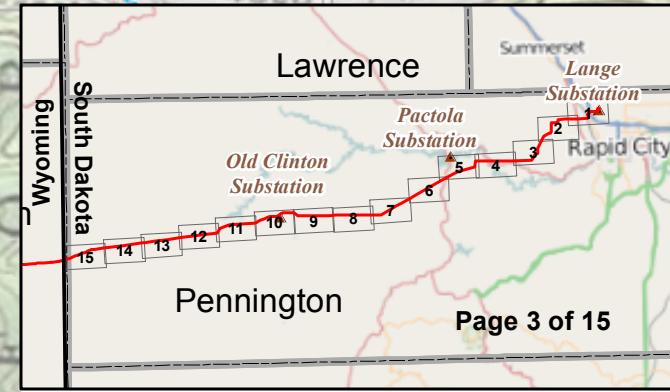 Summerset
Lawrence
Lange
Substation
Wyoming
South Dakota
Pactola
Substation
Rapid City
Old Clinton
Substation
1
2
3
4
5
6
7
8
9
10
11
12
13
14
15
Pennington
Page 3 of 15